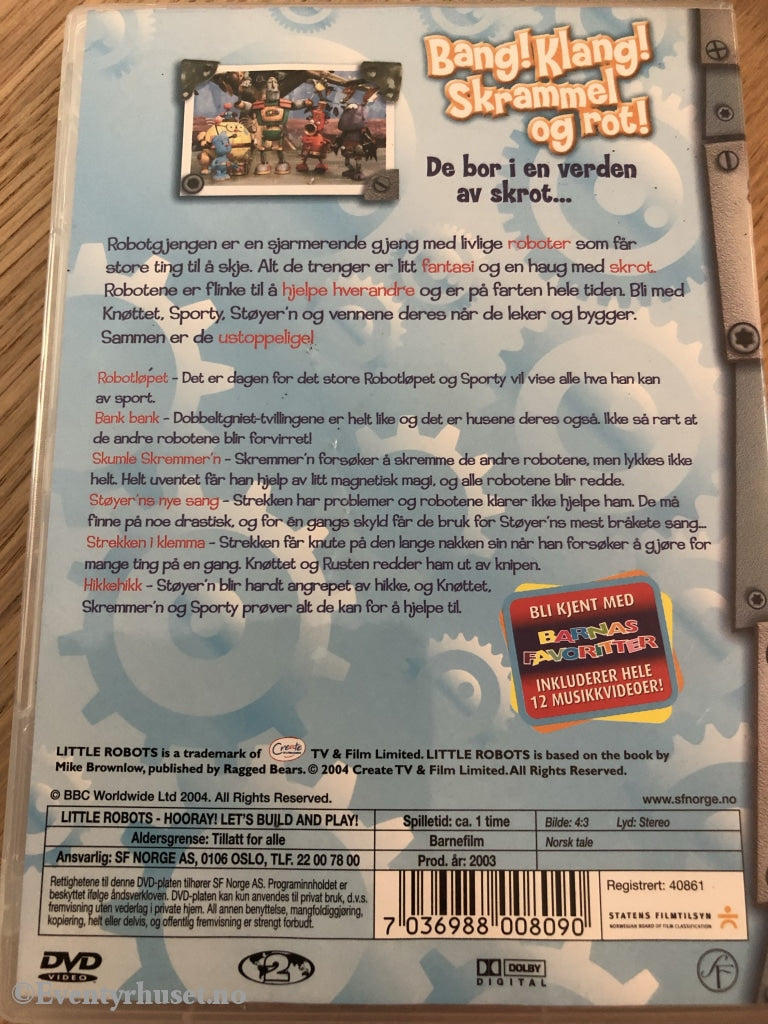 Bang! Klang!
Skrammel
og rot!
De bor i en verden
av skrot...
Robotgjengen er en sjarmerende gjeng med livlige roboter som får
store ting til å skje. Alt de trenger er litt fantasi og en haug med skrot.
Robotene er flinke til å hjelpe hverandre og er på farten hele tiden. Bli med
Knøttet, Sporty, Støyer'n og vennene deres når de leker og bygger.
Sammen er de ustoppelige!
Robotløpet - Det er dagen for det store Robotløpet og Sporty vil vise alle hva han kan
av sport.
Bank bank - Dobbeltgnist-tvillingene er helt like og det er husene deres også. Ikke så rart at
de andre robotene blir forvirret!
Skumle Skremmer'n - Skremmer'n forsøker å skremme de andre robotene, men lykkes ikke
helt. Helt uventet får han hjelp av litt magnetisk magi, og alle robotene blir redde.
Støyer'ns nye sang - Strekken har problemer og robotene klarer ikke hjelpe ham. De må
finne på noe drastisk, og for én gangs skyld får de bruk for Støyer'ns mest bråkete sang...
Strekken i klemma - Strekken får knute på den lange nakken sin når han forsøker å gjøre for
mange ting på en gang. Knøttet og Rusten redder ham ut av knipen.
Hikkehikk - Støyer'n blir hardt angrepet av hikke, og Knøttet,
Skremmer'n og Sporty prøver alt de kan for å hjelpe til.
BLI KJENT MED
BARNAS
FAVORITTER
INKLUDERER HELE
12 MUSIKKVIDEOER!
LITTLE ROBOTS is a trademark of Create TV & Film Limited. LITTLE ROBOTS is based on the book by
Mike Brownlow, published by Ragged Bears. © 2004 Create TV & Film Limited. All Rights Reserved.
© BBC Worldwide Ltd 2004. All Rights Reserved.
www.sfnorge.no
LITTLE ROBOTS - HOORAY! LET'S BUILD AND PLAY!
Spilletid: ca. 1 time
Bilde: 4:3 Lyd: Stereo
Aldersgrense: Tillatt for alle
Barnefilm
Norsk tale
Ansvarlig: SF NORGE AS, 0106 OSLO, TLF. 22 00 78 00
Prod. år: 2003
Rettighetene til denne DVD-platen tilhører SF Norge AS. Programinnholdet er
beskyttet ifølge åndsverkloven. DVD-platen kan kun anvendes til privat bruk, d.v.s.
fremvisning uten vederlag i private hjem. All annen benyttelse, mangfoldiggjøring,
kopiering, helt eller delvis, og offentlig fremvisning er strengt forbudt.
7 036988 008090
Registrert: 40861
STATENS FILMTILSYN
NORWEGIAN BOARD OF FILM CLASSIFICATION
DVD
VIDEO
2
DOLBY
DIGITAL
SF
©Eventyrhuset.no